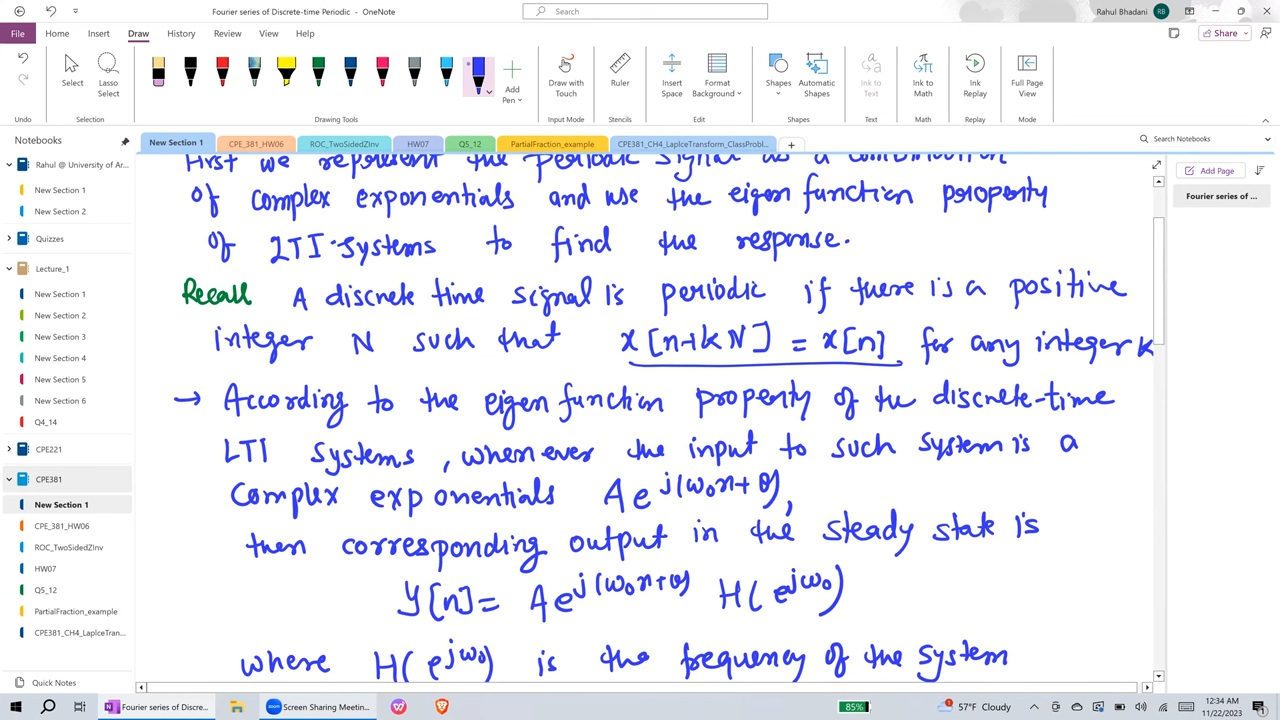 Fourier series of Discrete-time Periodic - OneNote
Search
Rahul Bhadani
RB
File
Home
Insert
Draw
History
Review
View
Help
Share
Select
Lasso Select
Add Pen
Draw with Touch
Ruler
Insert Space
Format Background
Shapes
Automatic Shapes
Ink to Text
Ink to Math
Ink Replay
Full Page View
Undo
Selection
Drawing Tools
Input Mode
Stencils
Edit
Convert
Math
Replay
Mode
Notebooks
New Section 1
CPE_381_HW06
ROC_TwoSidedZInv
HW07
Q5_12
PartialFraction_example
CPE381_CH4_LaplceTransform_ClassProbl...
Search Notebooks
Rahul @ University of Ar...
New Section 1
New Section 2
Quizzes
Lecture_1
New Section 1
New Section 2
New Section 3
New Section 4
New Section 5
New Section 6
Q4_14
CPE221
CPE381
New Section 1
CPE_381_HW06
ROC_TwoSidedZInv
HW07
Q5_12
PartialFraction_example
CPE381_CH4_LaplceTran...
Quick Notes
Add Page
Fourier series of ...
First we represent the periodic signal as a combination
of complex exponentials and use the eigen function property
of LTI-systems to find the response.
Recall A discrete time signal is periodic if there is a positive
integer N such that x[n+kN] = x[n] for any integer k
→ According to the eigen function property of the discrete-time
LTI systems, whenever the input to such system is a
complex exponentials Ae^{j(ω₀n+θ)},
then corresponding output in the steady state is
Y[n] = Ae^{j(ω₀n+θ)} H(e^{jω₀})
where H(e^{jω₀}) is the frequency of the system
Fourier series of Discre...
Screen Sharing Meetin...
85%
57°F Cloudy
12:34 AM
11/22/2023